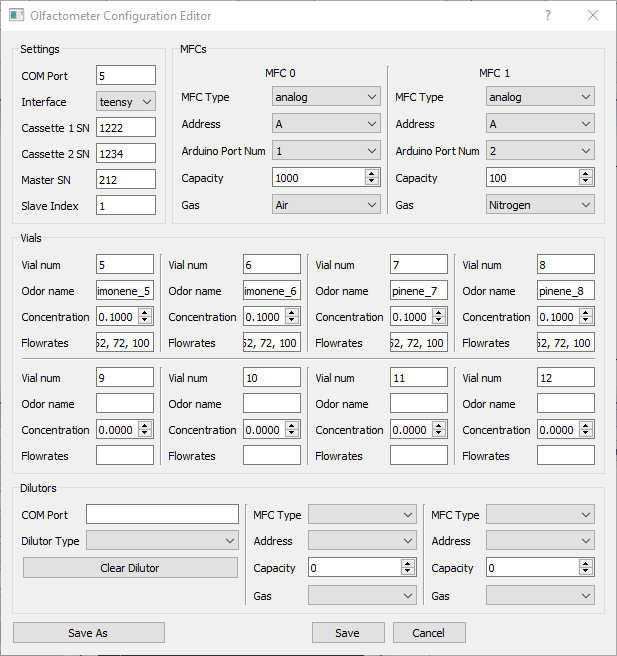 Olfactometer Configuration Editor
Settings
COM Port 5
Interface teensy
Cassette 1 SN 1222
Cassette 2 SN 1234
Master SN 212
Slave Index 1
MFCs
MFC 0 MFC 1
MFC Type analog MFC Type analog
Address A Address A
Arduino Port Num 1 Arduino Port Num 2
Capacity 1000 Capacity 100
Gas Air Gas Nitrogen
Vials
Vial num 5 Vial num 6 Vial num 7 Vial num 8
Odor name imonene_5 Odor name imonene_6 Odor name pinene_7 Odor name pinene_8
Concentration 0.1000 Concentration 0.1000 Concentration 0.1000 Concentration 0.1000
Flowrates 52, 72, 100 Flowrates 52, 72, 100 Flowrates 52, 72, 100 Flowrates 52, 72, 100
Vial num 9 Vial num 10 Vial num 11 Vial num 12
Odor name Odor name Odor name Odor name
Concentration 0.0000 Concentration 0.0000 Concentration 0.0000 Concentration 0.0000
Flowrates Flowrates Flowrates Flowrates
Dilutors
COM Port
Dilutor Type
Clear Dilutor
MFC Type
Address
Capacity 0
Gas
MFC Type
Address
Capacity 0
Gas
Save As Save Cancel